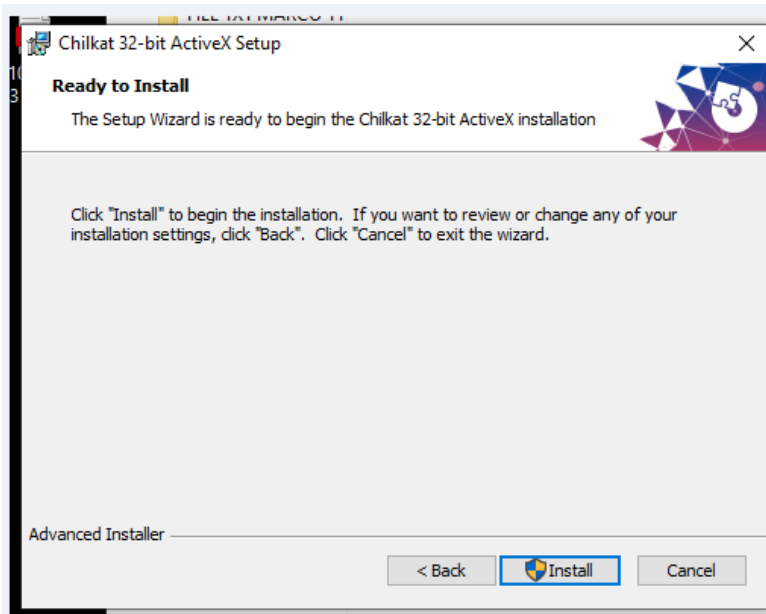 Chilkat 32-bit ActiveX Setup
Ready to Install
The Setup Wizard is ready to begin the Chilkat 32-bit ActiveX installation
Click "Install" to begin the installation. If you want to review or change any of your
installation settings, click "Back". Click "Cancel" to exit the wizard.
Advanced Installer
< Back
Install
Cancel